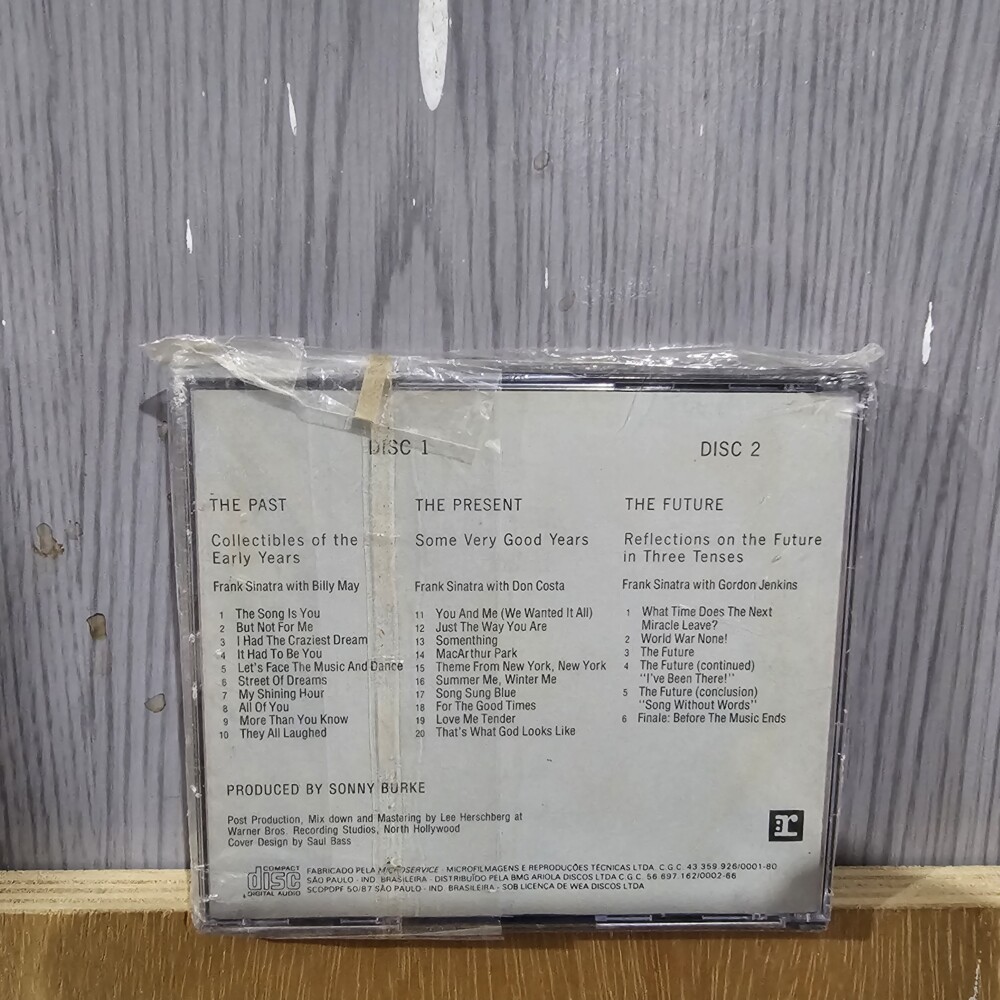 DISC 1
DISC 2
THE PAST
Collectibles of the
Early Years
Frank Sinatra with Billy May
1 The Song Is You
2 But Not For Me
3 I Had The Craziest Dream
4 It Had To Be You
5 Let's Face The Music And Dance
6 Street Of Dreams
7 My Shining Hour
8 All Of You
9 More Than You Know
10 They All Laughed
THE PRESENT
Some Very Good Years
Frank Sinatra with Don Costa
11 You And Me (We Wanted It All)
12 Just The Way You Are
13 Somenthing
14 MacArthur Park
15 Theme From New York, New York
16 Summer Me, Winter Me
17 Song Sung Blue
18 For The Good Times
19 Love Me Tender
20 That's What God Looks Like
THE FUTURE
Reflections on the Future
in Three Tenses
Frank Sinatra with Gordon Jenkins
1 What Time Does The Next
Miracle Leave?
2 World War None!
3 The Future
4 The Future (continued)
"I've Been There!"
5 The Future (conclusion)
"Song Without Words"
6 Finale: Before The Music Ends
PRODUCED BY SONNY BURKE
Post Production, Mix down and Mastering by Lee Herschberg at
Warner Bros. Recording Studios, North Hollywood
Cover Design by Saul Bass
r
COMPACT
disc
DIGITAL AUDIO
FABRICADO PELA MICROSERVICE - MICROFILMAGENS E REPRODUÇÕES TÉCNICAS LTDA. C.G.C. 43.359.926/0001-80
SÃO PAULO - IND. BRASILEIRA - DISTRIBUÍDO PELA BMG ARIOLA DISCOS LTDA C.G.C. 56.697.162/0002-66
SCDPDPF 50/87 SÃO PAULO - IND. BRASILEIRA - SOB LICENÇA DE WEA DISCOS LTDA